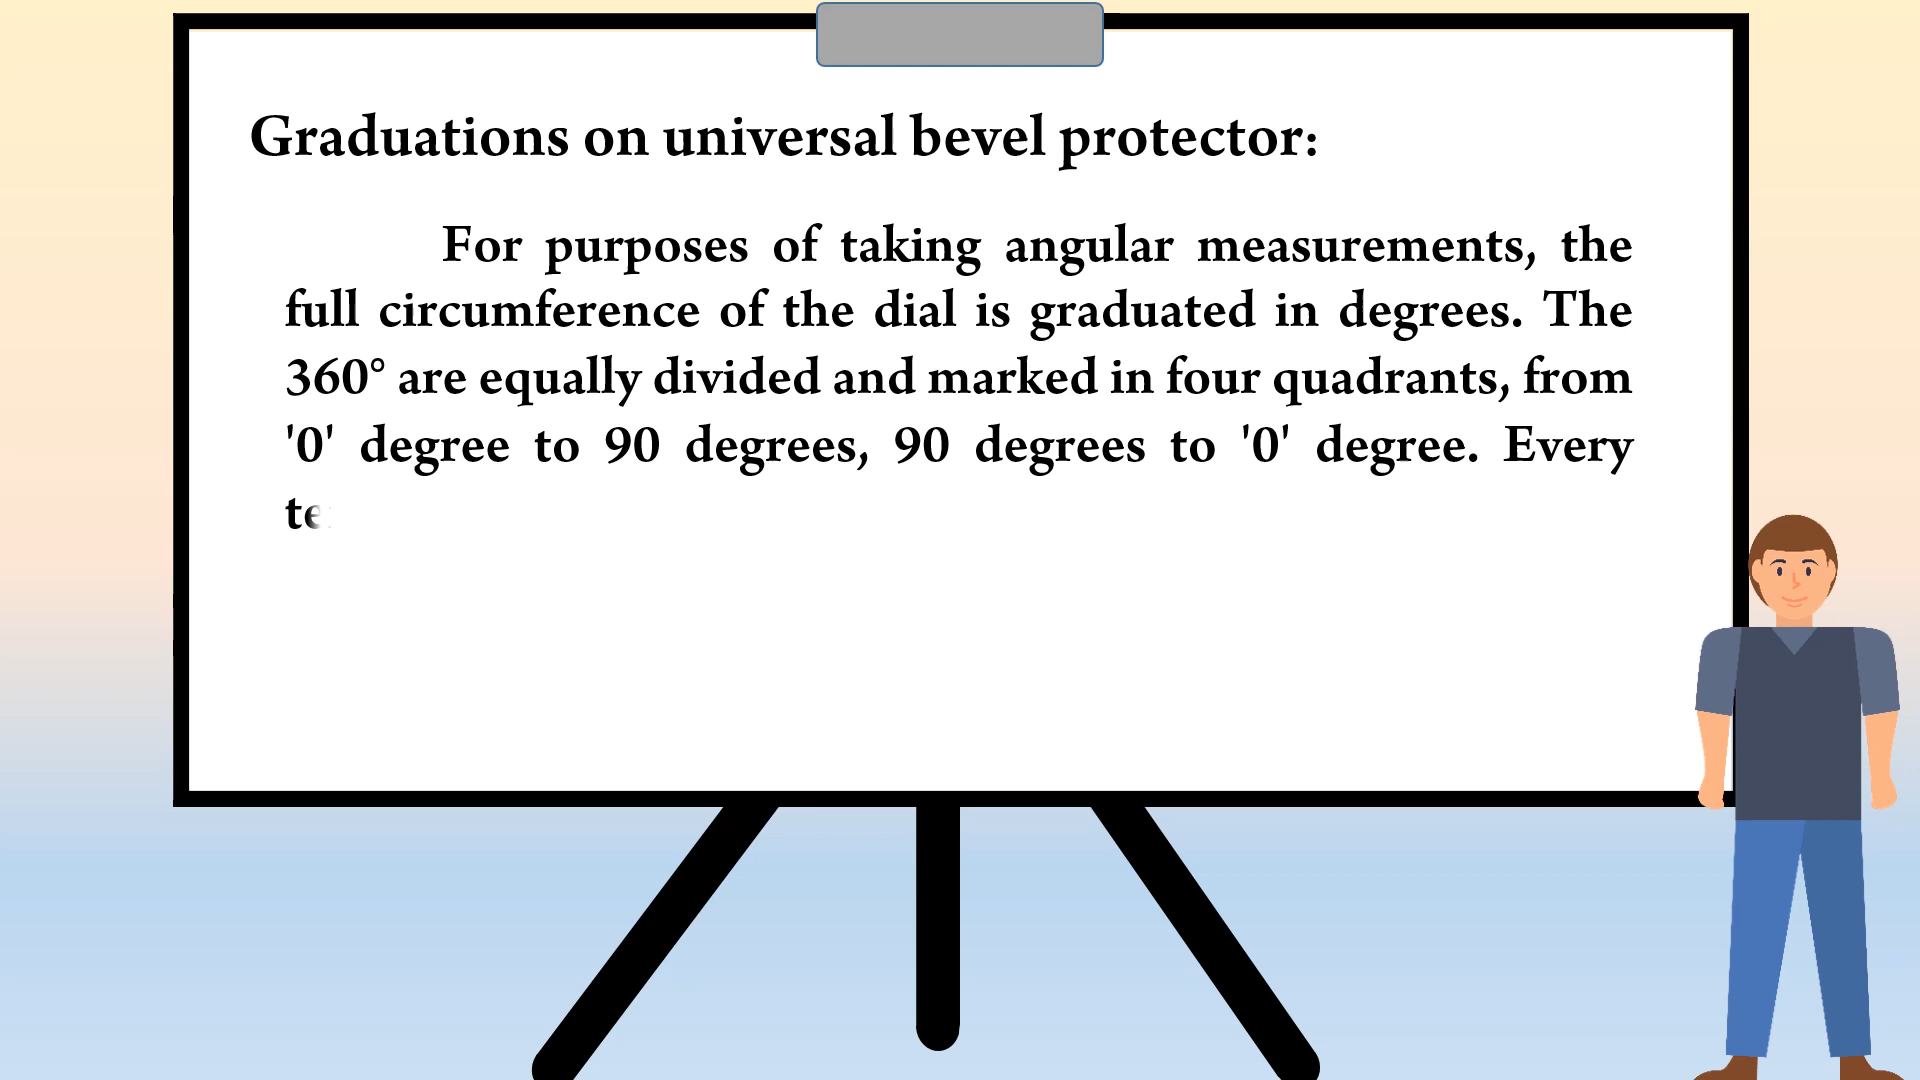 Graduations on universal bevel protector:
For purposes of taking angular measurements, the
full circumference of the dial is graduated in degrees. The
360° are equally divided and marked in four quadrants, from
'0' degree to 90 degrees, 90 degrees to '0' degree. Every